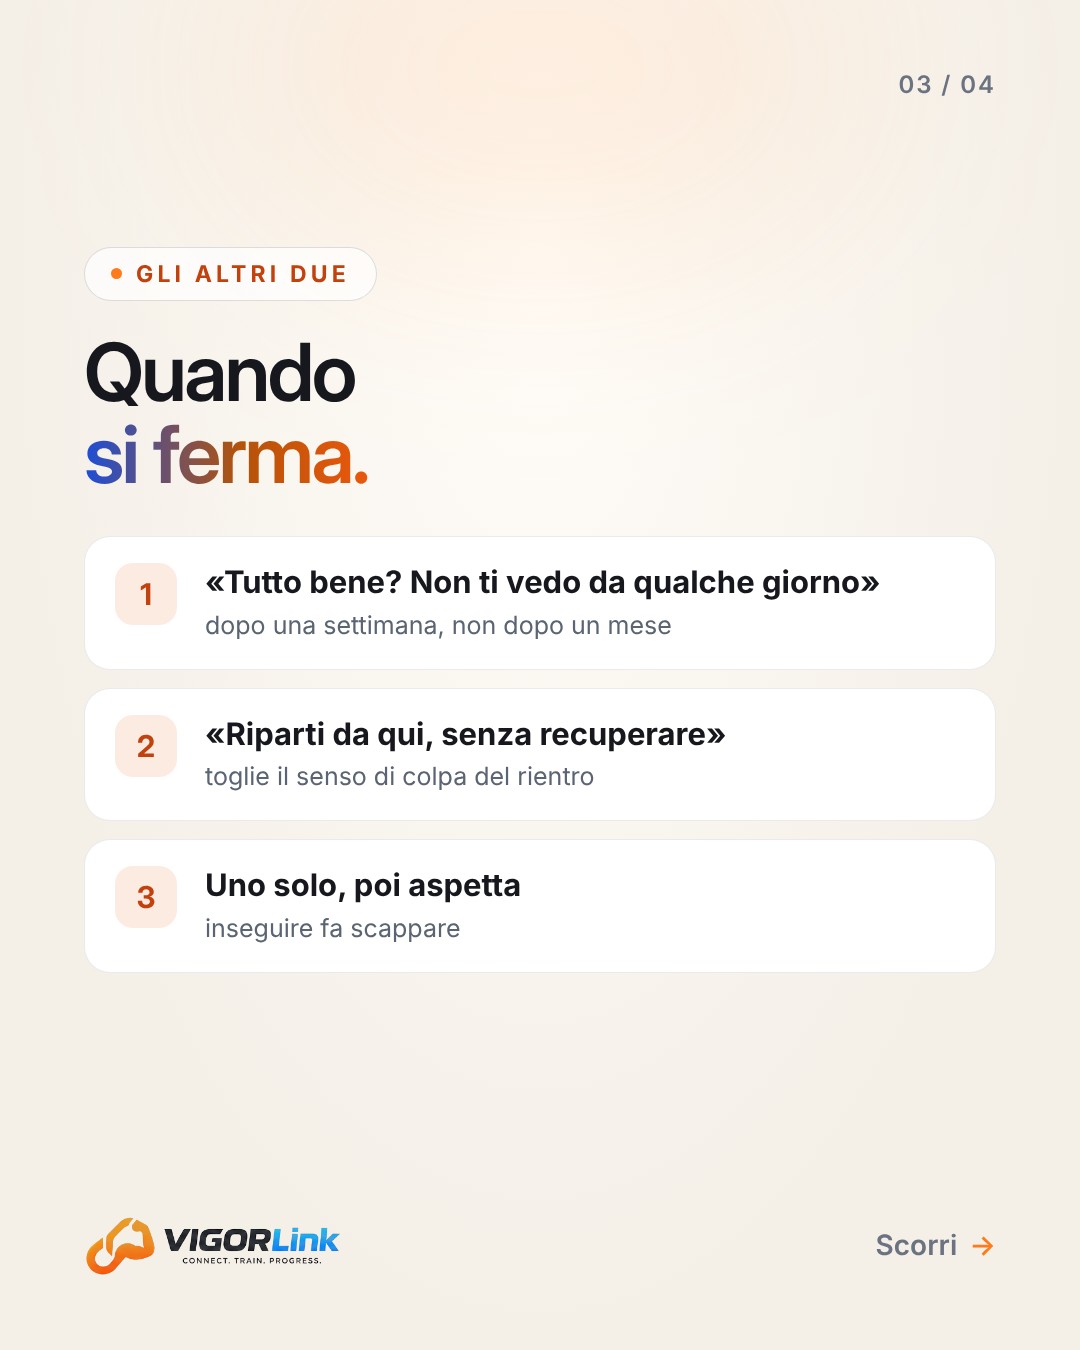 03 / 04
GLI ALTRI DUE
Quando
si ferma.
1
«Tutto bene? Non ti vedo da qualche giorno»
dopo una settimana, non dopo un mese
2
«Riparti da qui, senza recuperare»
toglie il senso di colpa del rientro
3
Uno solo, poi aspetta
inseguire fa scappare
VIGORLink
CONNECT. TRAIN. PROGRESS.
Scorri →